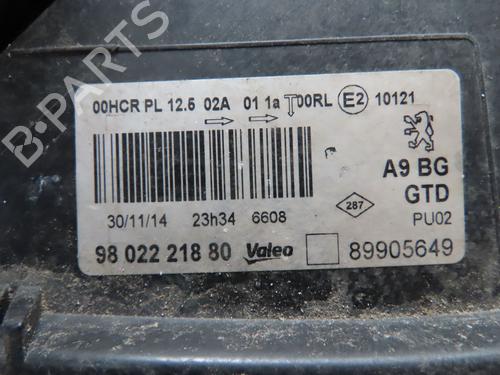 00HCR PL 12.5 02A 01 1a T00RL E2 10121
A9 BG
GTD
287
PU02
30/11/14 23h34 6608
98 022 218 80 Valeo 89905649
B-PARTS